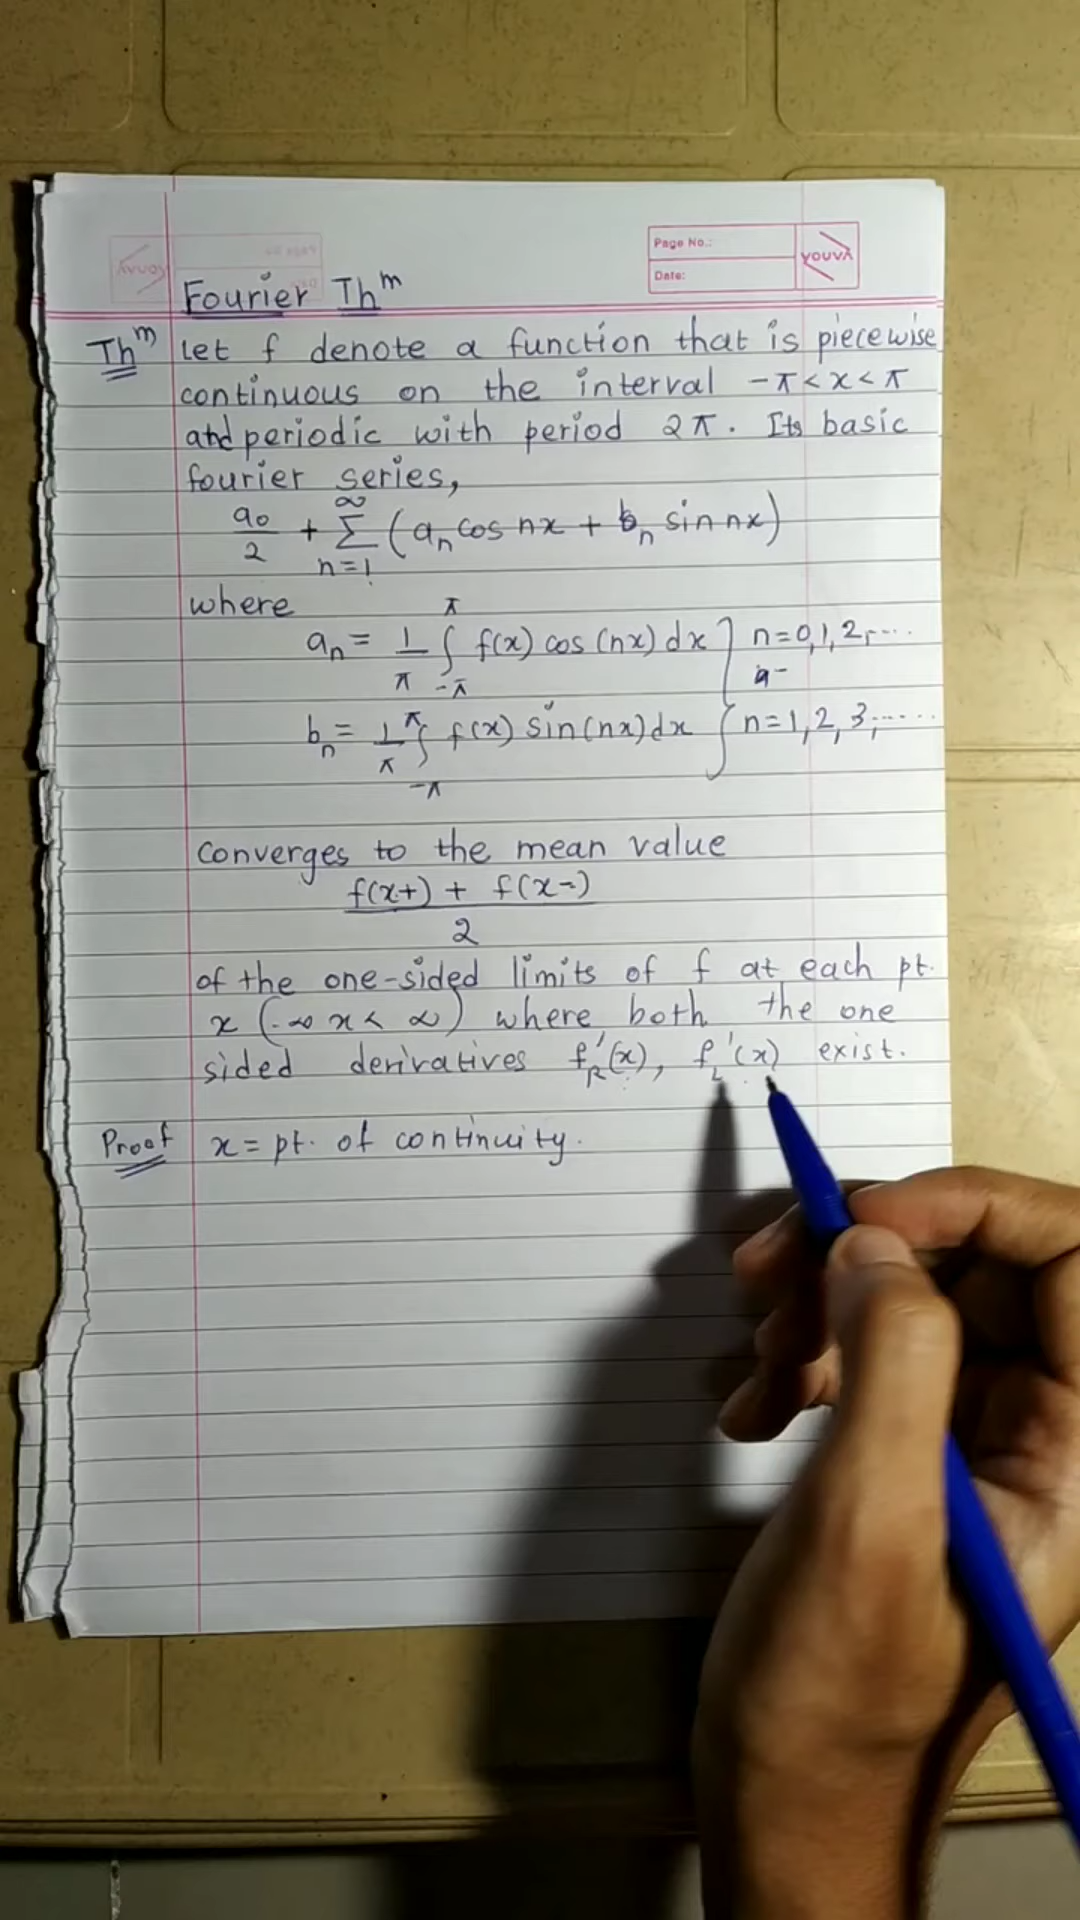 Page No.:
Date:
YOUVA
Fourier Thᵐ
Thᵐ Let f denote a function that is piecewise
continuous on the interval -π < x < π
and periodic with period 2π. Its basic
fourier series,
a₀/2 + ∞Σn=1 (aₙ cos nx + bₙ sin nx)
where
aₙ = 1/π ∫_{-π}^{π} f(x) cos (nx) dx } n=0,1,2,....
a-
bₙ = 1/π ∫_{-π}^{π} f(x) sin(nx) dx } n=1,2,3,......
converges to the mean value
f(x+) + f(x-)
2
of the one-sided limits of f at each pt.
x (-∞ x < ∞) where both the one
sided derivatives f'_R(x), f'_L(x) exist.
Proof x = pt. of continuity.